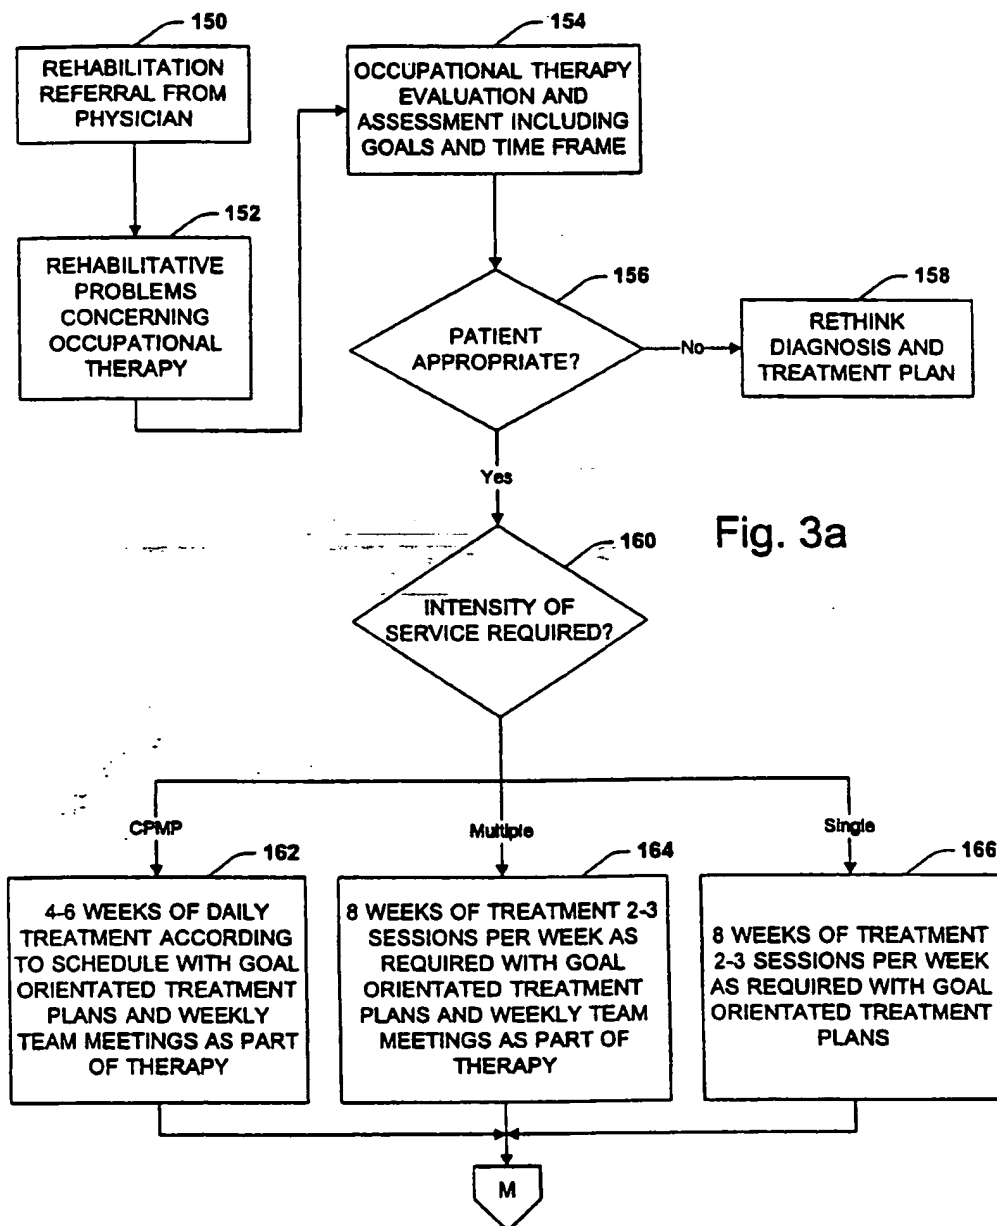 150
REHABILITATION
REFERRAL FROM
PHYSICIAN
152
REHABILITATIVE
PROBLEMS
CONCERNING
OCCUPATIONAL
THERAPY
154
OCCUPATIONAL THERAPY
EVALUATION AND
ASSESSMENT INCLUDING
GOALS AND TIME FRAME
156
PATIENT
APPROPRIATE?
No
158
RETHINK
DIAGNOSIS AND
TREATMENT PLAN
Yes
Fig. 3a
160
INTENSITY OF
SERVICE REQUIRED?
CPMP
162
4-6 WEEKS OF DAILY
TREATMENT ACCORDING
TO SCHEDULE WITH GOAL
ORIENTATED TREATMENT
PLANS AND WEEKLY
TEAM MEETINGS AS PART
OF THERAPY
Multiple
164
8 WEEKS OF TREATMENT 2-3
SESSIONS PER WEEK AS
REQUIRED WITH GOAL
ORIENTATED TREATMENT
PLANS AND WEEKLY TEAM
MEETINGS AS PART OF
THERAPY
Single
166
8 WEEKS OF TREATMENT
2-3 SESSIONS PER WEEK
AS REQUIRED WITH GOAL
ORIENTATED TREATMENT
PLANS
M